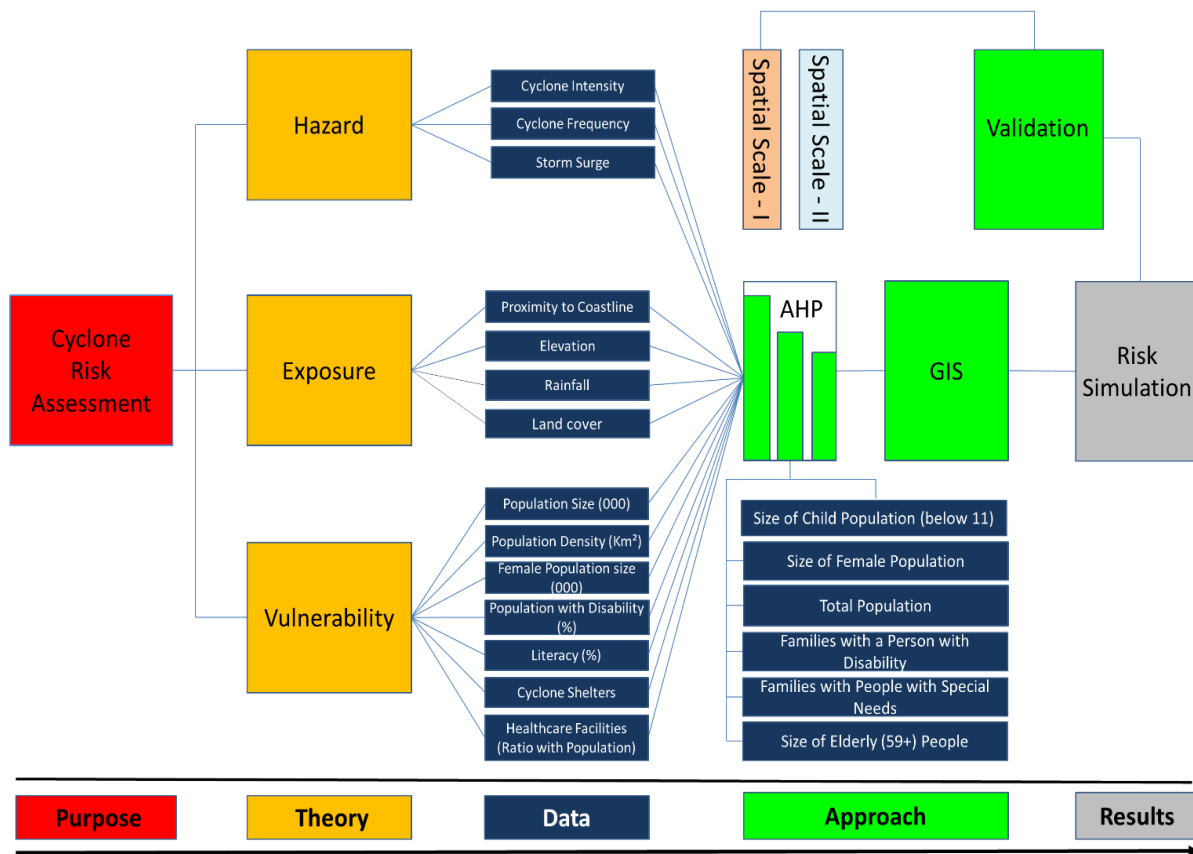 Cyclone
Risk
Assessment
Hazard
Exposure
Vulnerability
Cyclone Intensity
Cyclone Frequency
Storm Surge
Proximity to Coastline
Elevation
Rainfall
Land cover
Population Size (000)
Population Density (Km²)
Female Population size
(000)
Population with Disability
(%)
Literacy (%)
Cyclone Shelters
Healthcare Facilities
(Ratio with Population)
Spatial Scale - I
Spatial Scale - II
Validation
AHP
GIS
Risk
Simulation
Size of Child Population (below 11)
Size of Female Population
Total Population
Families with a Person with
Disability
Families with People with Special
Needs
Size of Elderly (59+) People
Purpose
Theory
Data
Approach
Results